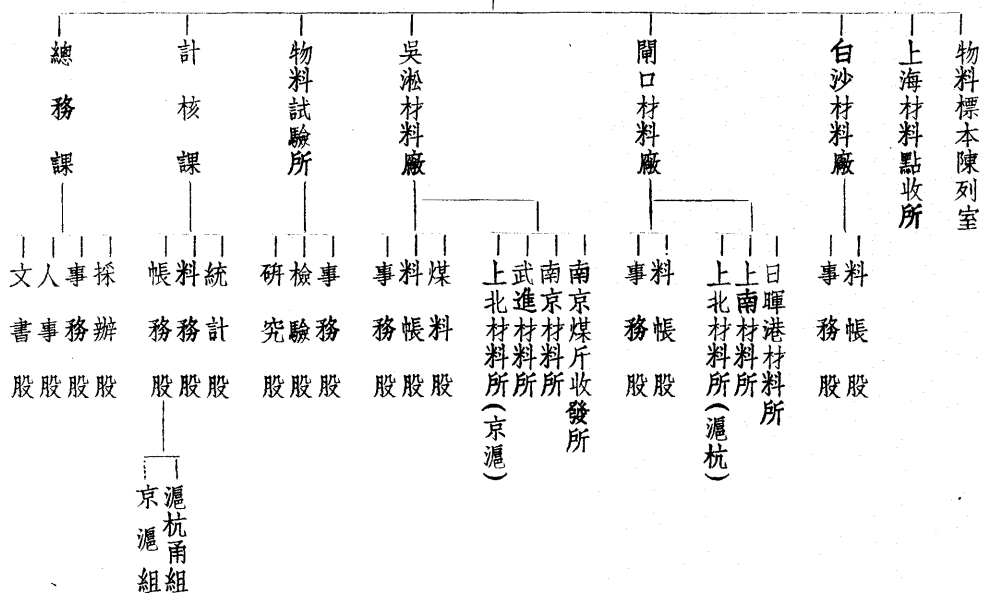 物料標本陳列室
上海材料點收所
白沙材料廠
閘口材料廠
吳淞材料廠
物料試驗所
計核課
總務課
料帳股
事務股
日暉港材料所
上南材料所
上北材料所(滬杭)
料帳股
事務股
南京煤斤收發所
南京材料所
武進材料所
上北材料所(京滬)
煤料股
料帳股
事務股
事務股
檢驗股
研究股
統計股
料務股
帳務股
採辦股
事務股
人事股
文書股
滬杭甬組
京滬組